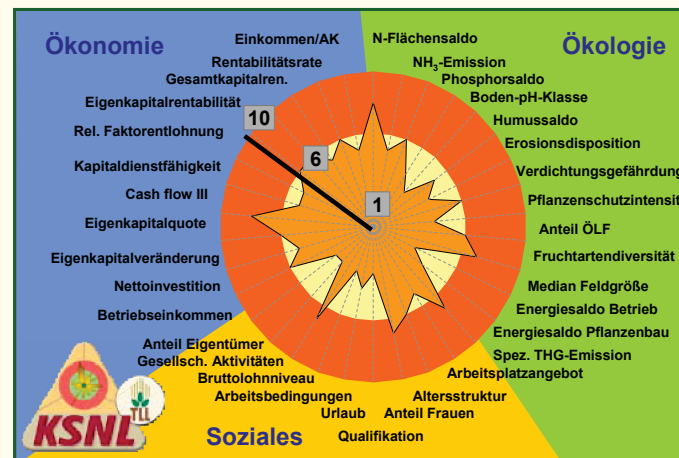 Ökonomie
Ökologie
Einkommen/AK
N-Flächensaldo
Rentabilitätsrate
NH₃-Emission
Gesamtkapitalren.
Phosphorsaldo
Eigenkapitalrentabilität
Boden-pH-Klasse
10
Humussaldo
Rel. Faktorentlohnung
Erosionsdisposition
6
Kapitaldienstfähigkeit
Verdichtungsgefährdung
Cash flow III
Pflanzenschutzintensit
1
Eigenkapitalquote
Anteil ÖLF
Eigenkapitalveränderung
Fruchtartendiversität
Nettoinvestition
Median Feldgröße
Betriebseinkommen
Energiesaldo Betrieb
Energiesaldo Pflanzenbau
Anteil Eigentümer
Spez. THG-Emission
Gesellsch. Aktivitäten
Arbeitsplatzangebot
Bruttolohnniveau
Arbeitsbedingungen
Altersstruktur
Urlaub
Anteil Frauen
Qualifikation
Soziales
TLL
KSNL